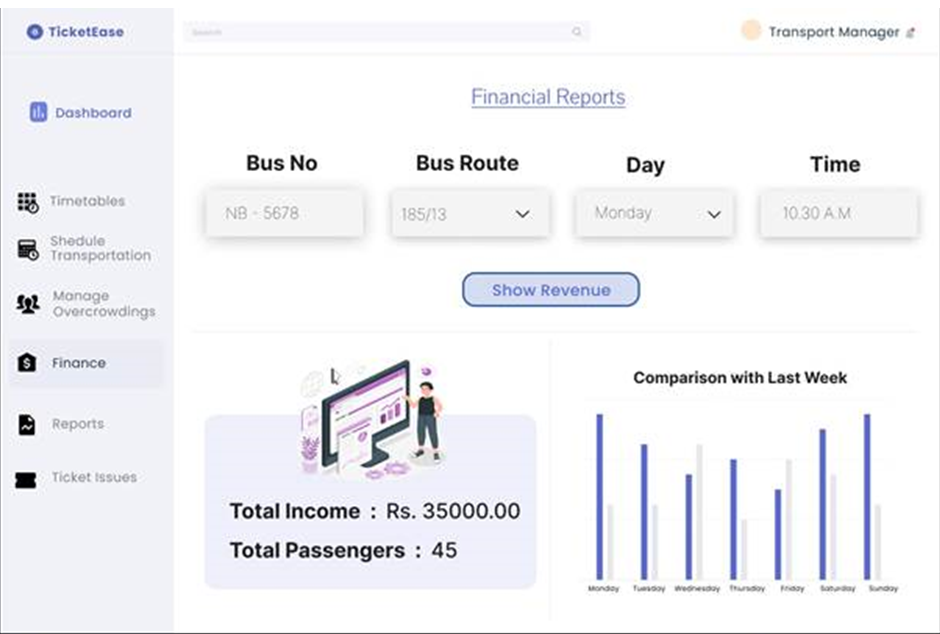 TicketEase
Search
Transport Manager
Dashboard
Timetables
Shedule
Transportation
Manage
Overcrowdings
Finance
Reports
Ticket Issues
Financial Reports
Bus No
Bus Route
Day
Time
NB - 5678
185/13
Monday
10.30 A.M
Show Revenue
Total Income : Rs. 35000.00
Total Passengers : 45
Comparison with Last Week
Monday Tuesday Wednesday Thursday Friday Saturday Sunday